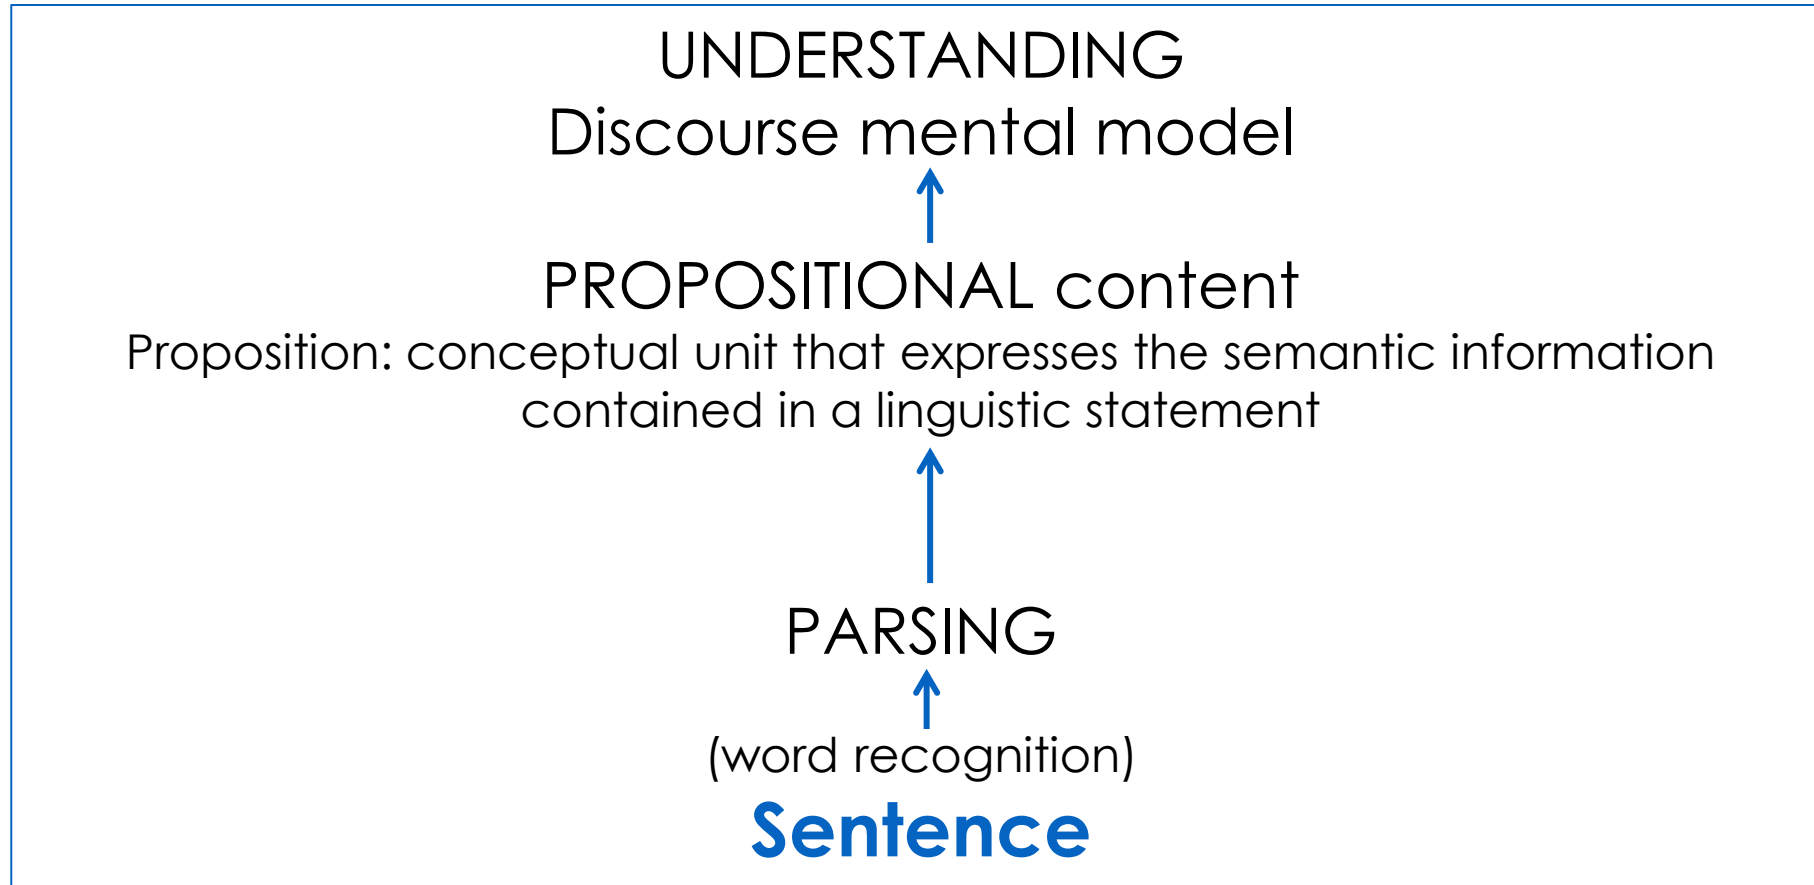 UNDERSTANDING
Discourse mental model
PROPOSITIONAL content
Proposition: conceptual unit that expresses the semantic information
contained in a linguistic statement
PARSING
(word recognition)
Sentence